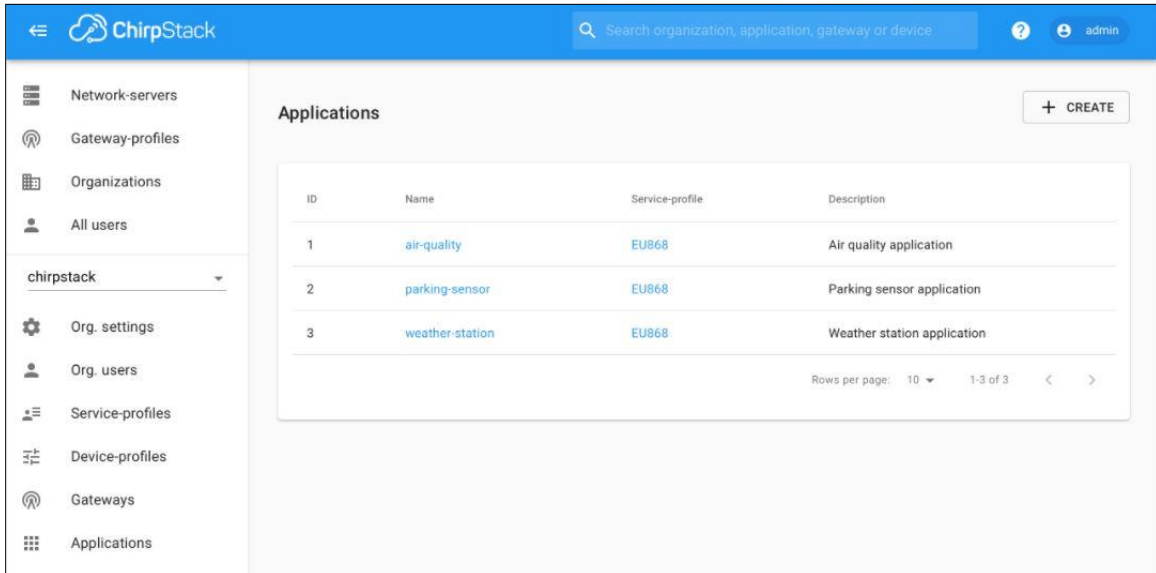 ChirpStack
Search organization, application, gateway or device
? admin
Network-servers
Gateway-profiles
Organizations
All users
chirpstack
Org. settings
Org. users
Service-profiles
Device-profiles
Gateways
Applications
Applications
+ CREATE
ID Name Service-profile Description
1 air-quality EU868 Air quality application
2 parking-sensor EU868 Parking sensor application
3 weather-station EU868 Weather station application
Rows per page: 10 1-3 of 3